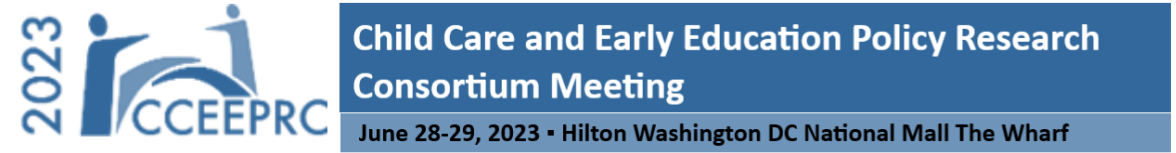 2023
CCEEPRC
Child Care and Early Education Policy Research
Consortium Meeting
June 28-29, 2023 ▪ Hilton Washington DC National Mall The Wharf